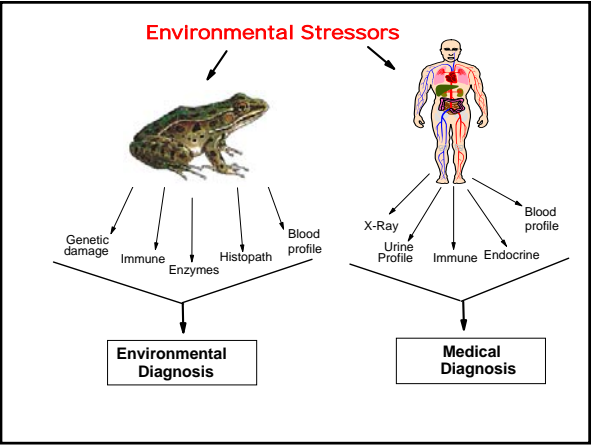 Environmental Stressors
Genetic
damage
Immune
Enzymes
Histopath
Blood
profile
X-Ray
Urine
Profile
Immune
Endocrine
Blood
profile
Environmental
Diagnosis
Medical
Diagnosis